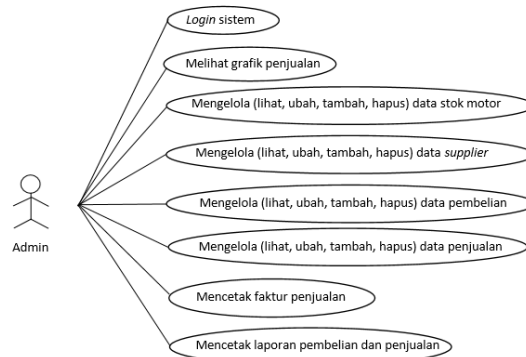 Login sistem
Melihat grafik penjualan
Mengelola (lihat, ubah, tambah, hapus) data stok motor
Mengelola (lihat, ubah, tambah, hapus) data supplier
Mengelola (lihat, ubah, tambah, hapus) data pembelian
Admin
Mengelola (lihat, ubah, tambah, hapus) data penjualan
Mencetak faktur penjualan
Mencetak laporan pembelian dan penjualan